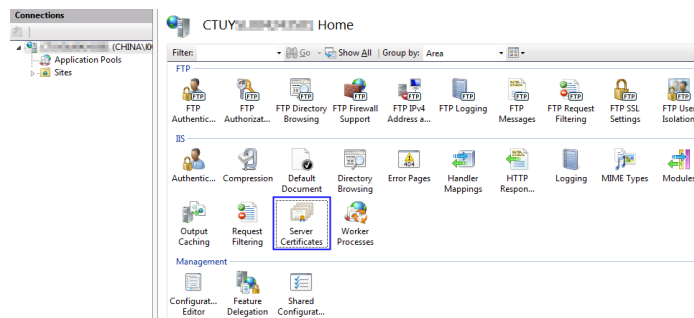 Connections
CTUY Home
(CHINA\
Application Pools
Sites
Filter: Go Show All Group by: Area
FTP
FTP Authentic...
FTP Authorizat...
FTP Directory Browsing
FTP Firewall Support
FTP IPv4 Address a...
FTP Logging
FTP Messages
FTP Request Filtering
FTP SSL Settings
FTP User Isolation
IIS
Authentic...
Compression
Default Document
Directory Browsing
Error Pages
Handler Mappings
HTTP Respon...
Logging
MIME Types
Modules
Output Caching
Request Filtering
Server Certificates
Worker Processes
Management
Configurat... Editor
Feature Delegation
Shared Configurat...